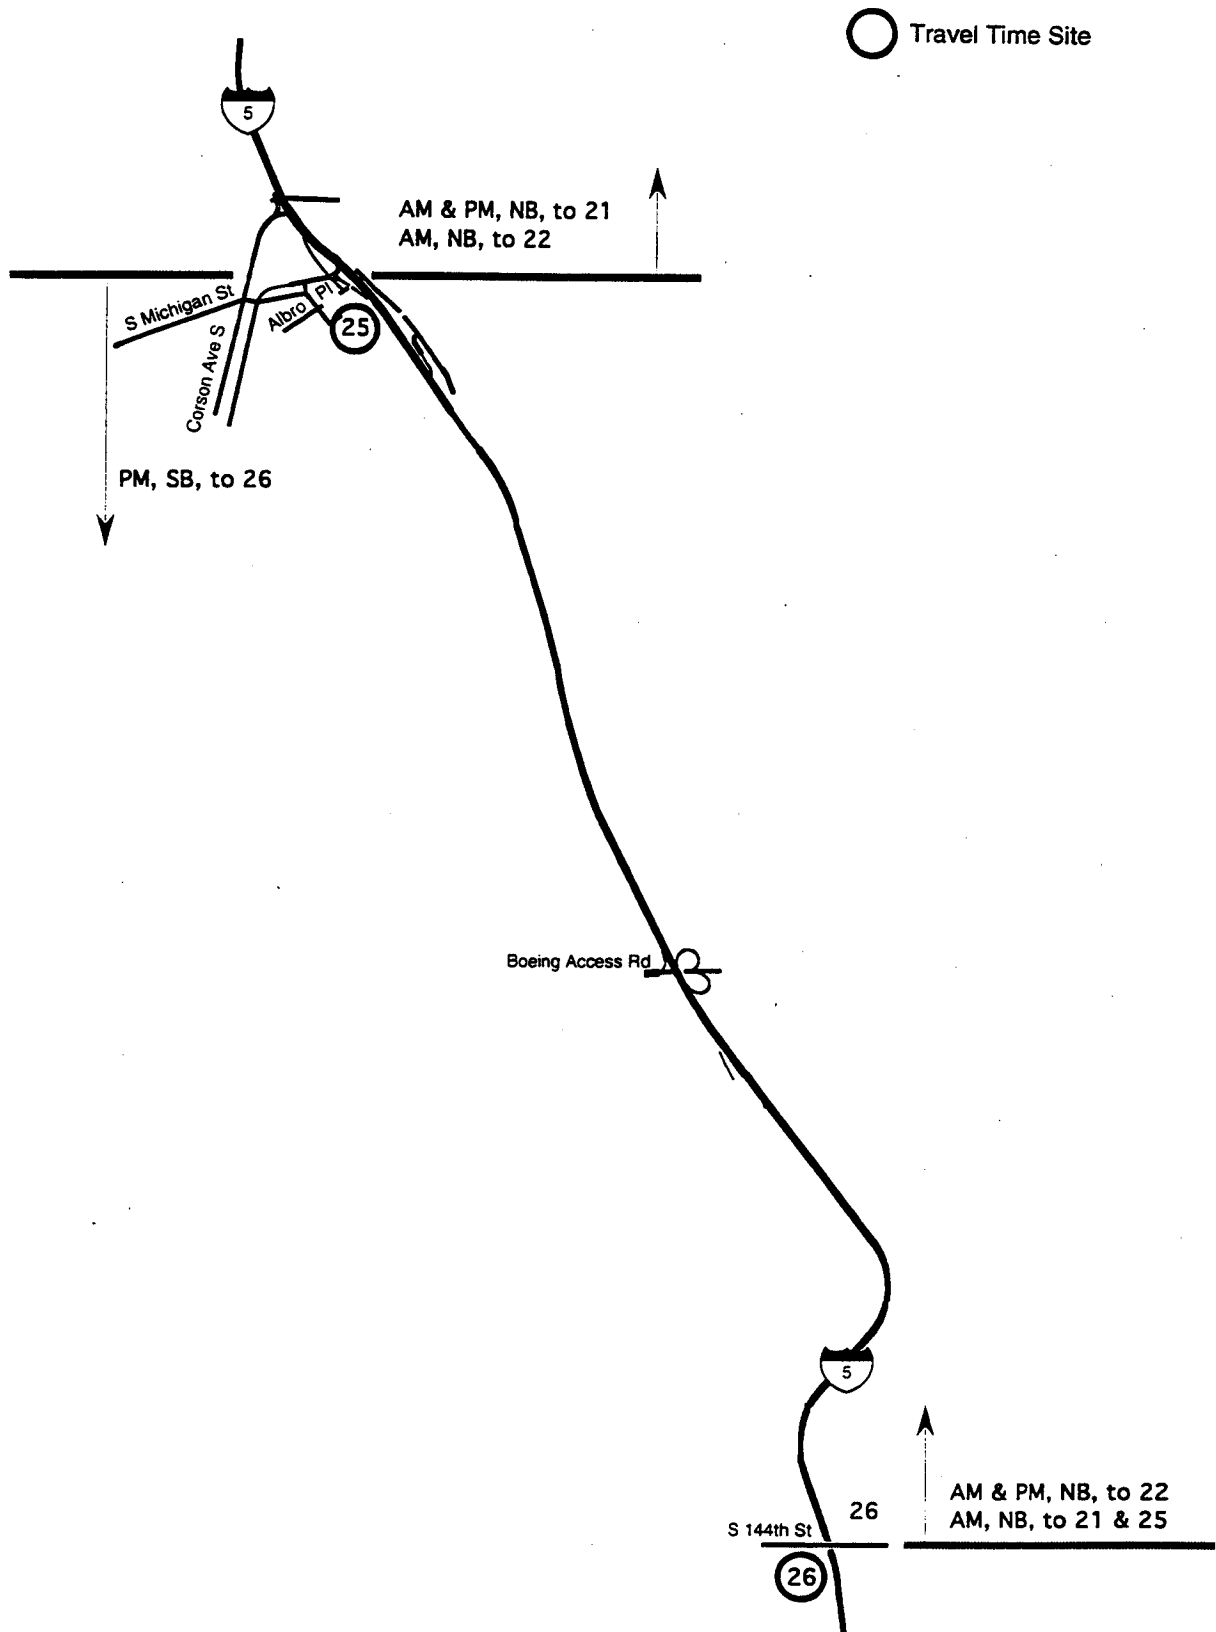 Travel Time Site
5
AM & PM, NB, to 21
AM, NB, to 22
S Michigan St
Albro Pl
25
Corson Ave S
PM, SB, to 26
Boeing Access Rd
5
AM & PM, NB, to 22
26
AM, NB, to 21 & 25
S 144th St
26